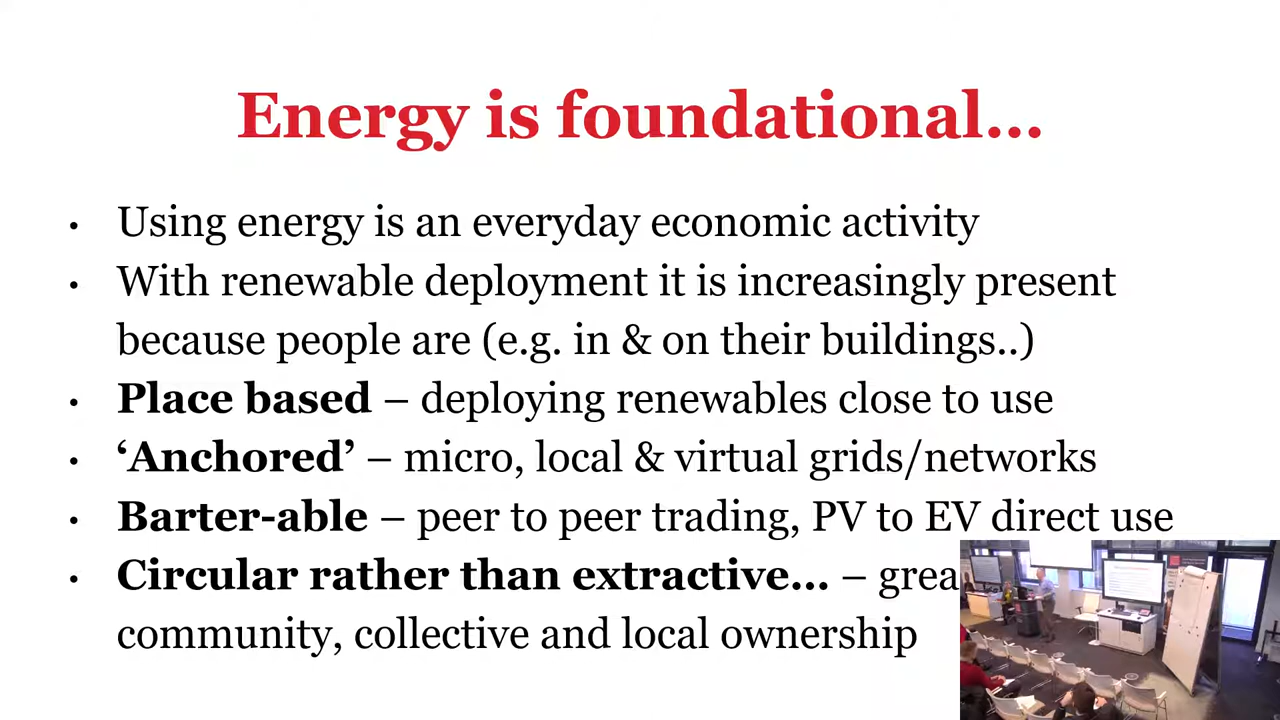 Energy is foundational...
• Using energy is an everyday economic activity
• With renewable deployment it is increasingly present
because people are (e.g. in & on their buildings..)
• Place based – deploying renewables close to use
• ‘Anchored’ – micro, local & virtual grids/networks
• Barter-able – peer to peer trading, PV to EV direct use
• Circular rather than extractive... – grea
community, collective and local ownership